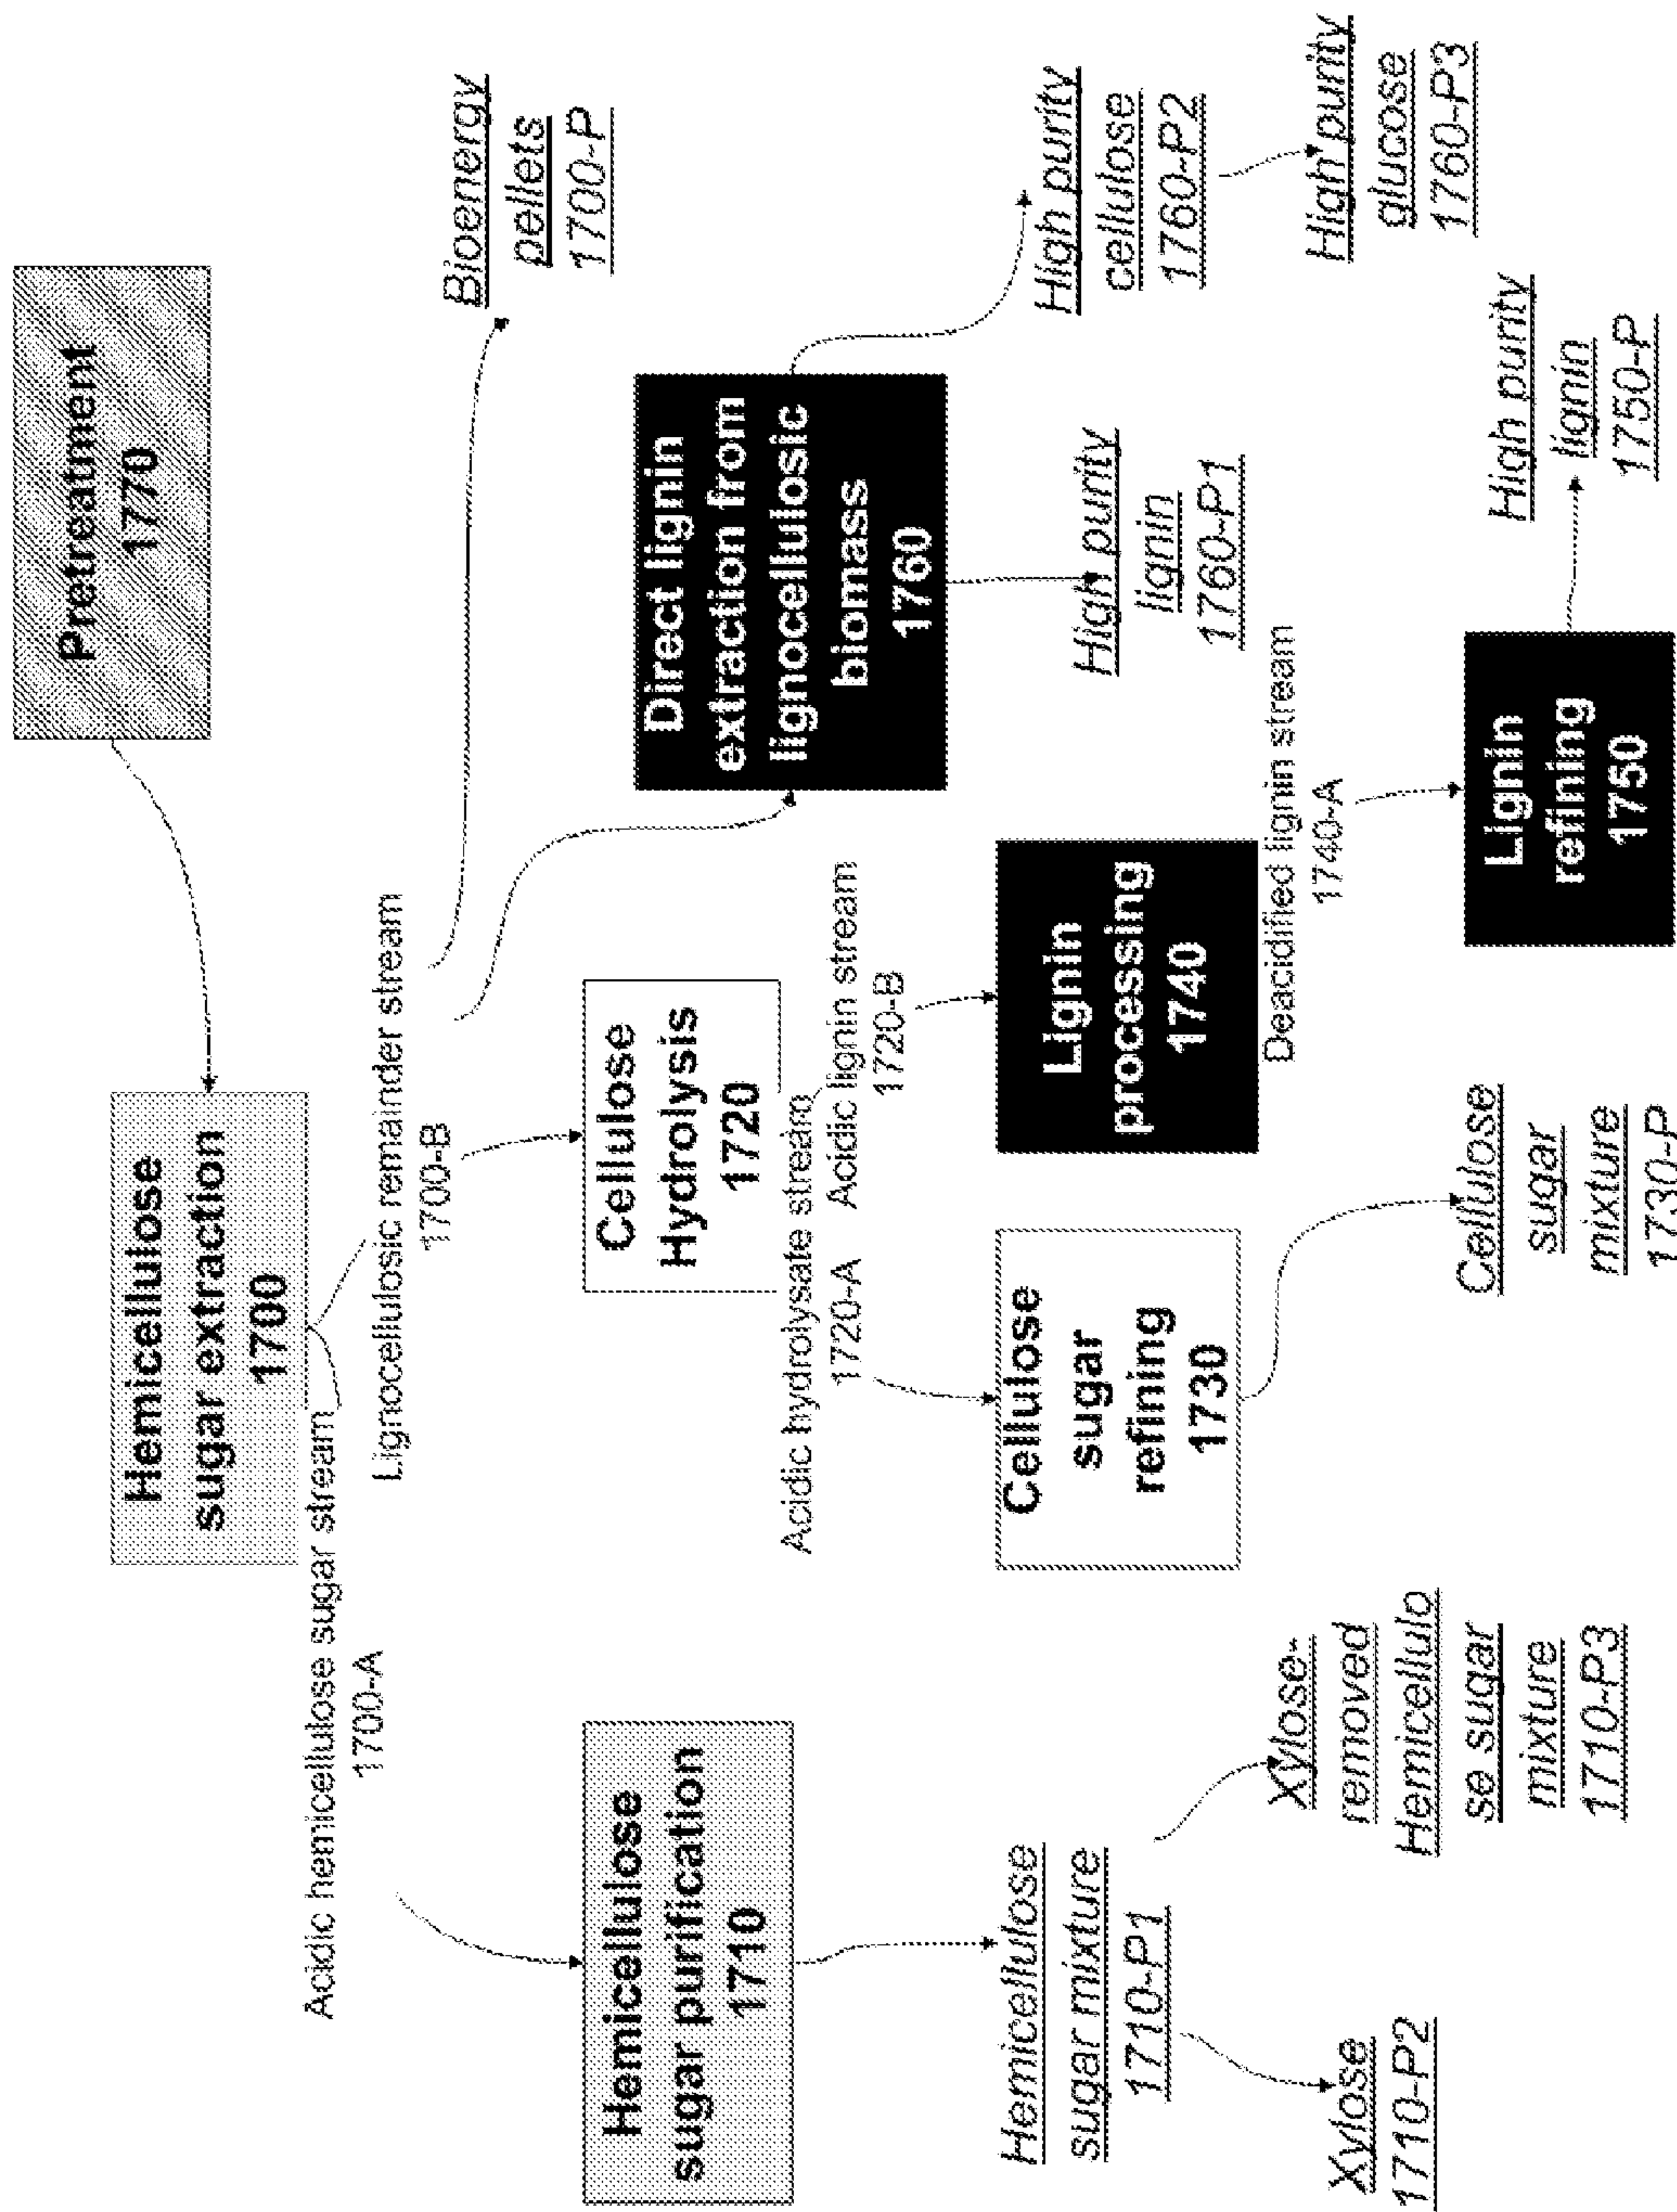 Pretreatment
1770
Hemicellulose
sugar extraction
1700
Acidic hemicellulose sugar stream
1700-A
Lignocellulosic remainder stream
1700-B
Bioenergy
pellets
1700-P
Hemicellulose
sugar purification
1710
Cellulose
Hydrolysis
1720
Direct lignin
extraction from
lignocellulosic
biomass
1760
Acidic hydrolysate stream
1720-A
Acidic lignin stream
1720-B
Hemicellulose
sugar mixture
1710-P1
Cellulose
sugar
refining
1730
Lignin
processing
1740
High purity
lignin
1760-P1
High purity
cellulose
1760-P2
Deacidified lignin stream
1740-A
Xylose
1710-P2
Xylose-
removed
Hemicellulo
se sugar
mixture
1710-P3
Cellulose
sugar
mixture
1730-P
Lignin
refining
1750
High purity
lignin
1750-P
High purity
glucose
1760-P3